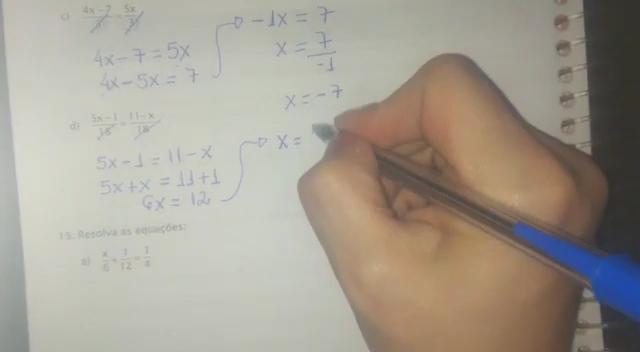 c) 4x-7/3 = 5x/3
4x-7 = 5x
4x-5x = 7
-1x = 7
x = 7/-1
x = -7
d) 5x-1/18 = 11-x/18
5x-1 = 11-x
5x+x = 11+1
6x = 12
x =
15. Resolva as equações:
a) x/6 + 1/12 = 1/4